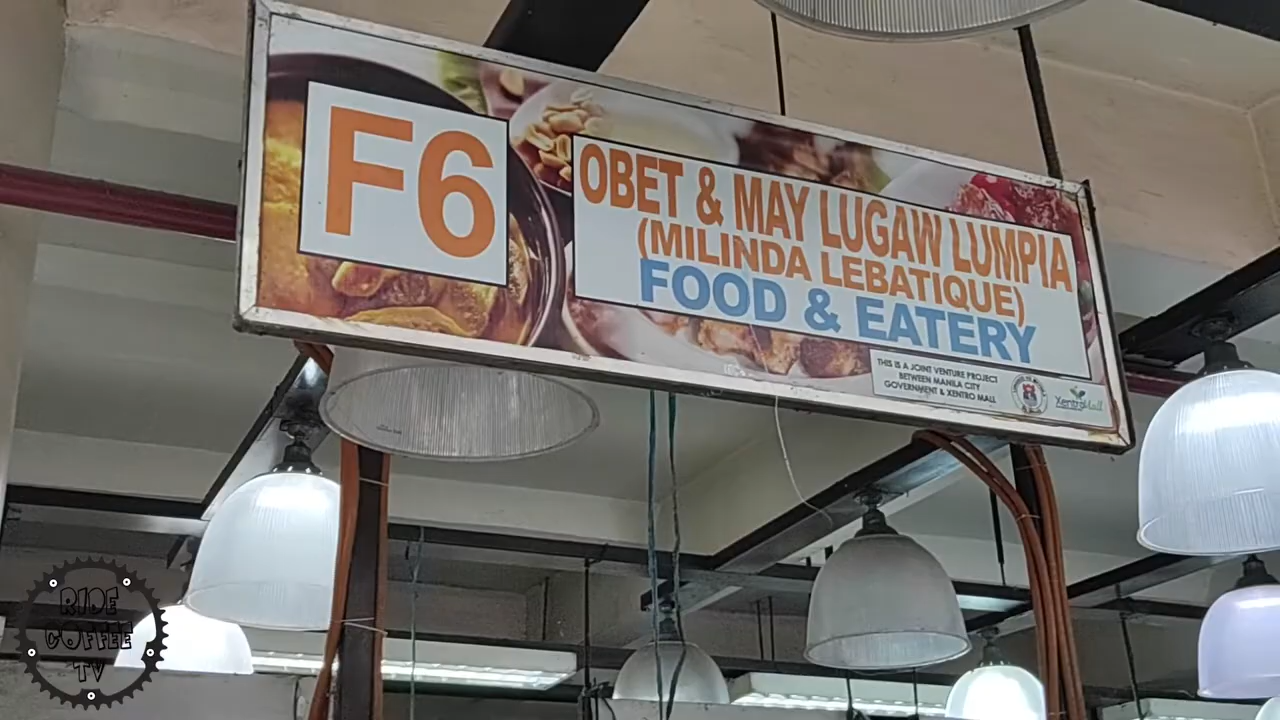 F6
OBET & MAY LUGAW LUMPIA
(MILINDA LEBATIQUE)
FOOD & EATERY
THIS IS A JOINT VENTURE PROJECT
BETWEEN MANILA CITY
GOVERNMENT & XENTRO MALL
XentroMall
RIDE
COFFEE
TV